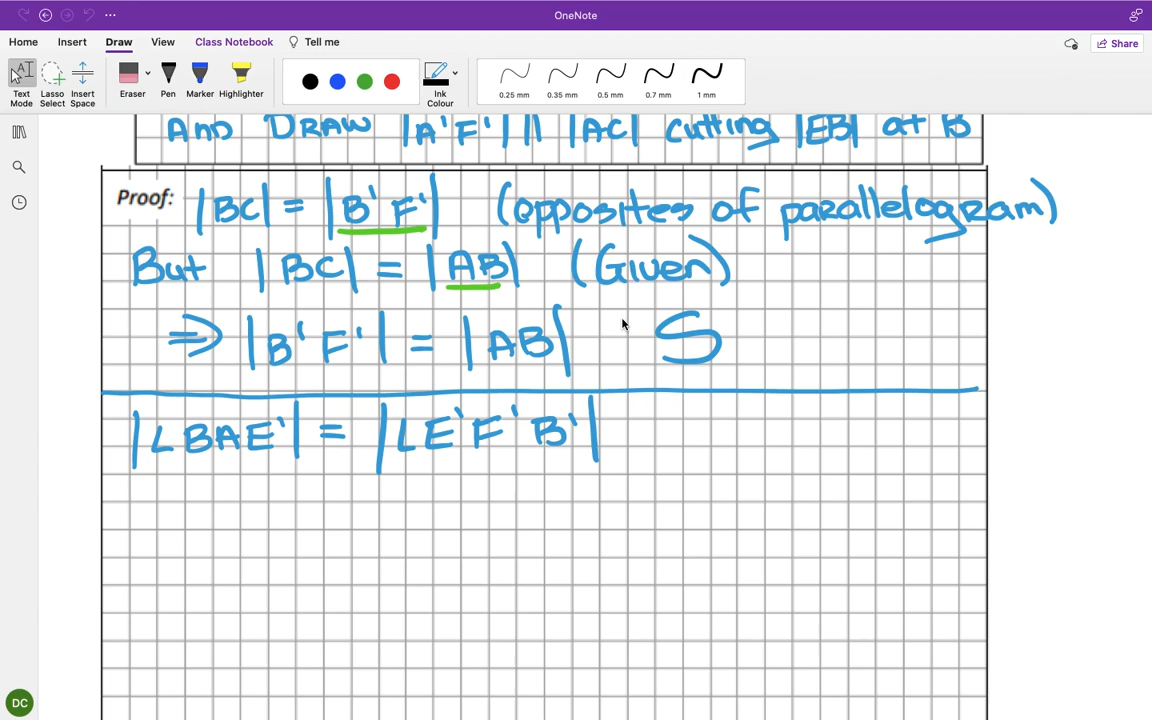 OneNote
Home Insert Draw View Class Notebook Tell me
Share
Text Mode
Lasso Select
Insert Space
Eraser
Pen
Marker
Highlighter
Ink Colour
0.25 mm
0.35 mm
0.5 mm
0.7 mm
1 mm
And DRAW |A'F'| || |AC| cutting |EB| at B
Proof: |BC| = |B'F'| (opposites of parallelogram)
But |BC| = |AB| (Given)
⇒ |B'F'| = |AB| S
|∠BAE'| = |∠E'F'B'|
DC